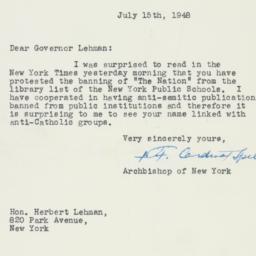 July 15th, 1948
Dear Governor Lehman:
I was surprised to read in the
New York Times yesterday morning that you have
protested the banning of "The Nation" from the
library list of the New York Public Schools. I
have cooperated in having anti-semitic publication
banned from public institutions and therefore it
is surprising to me to see your name linked with
anti-Catholic groups.
Very sincerely yours,
Cardinal
Archbishop of New York
Hon. Herbert Lehman,
820 Park Avenue,
New York